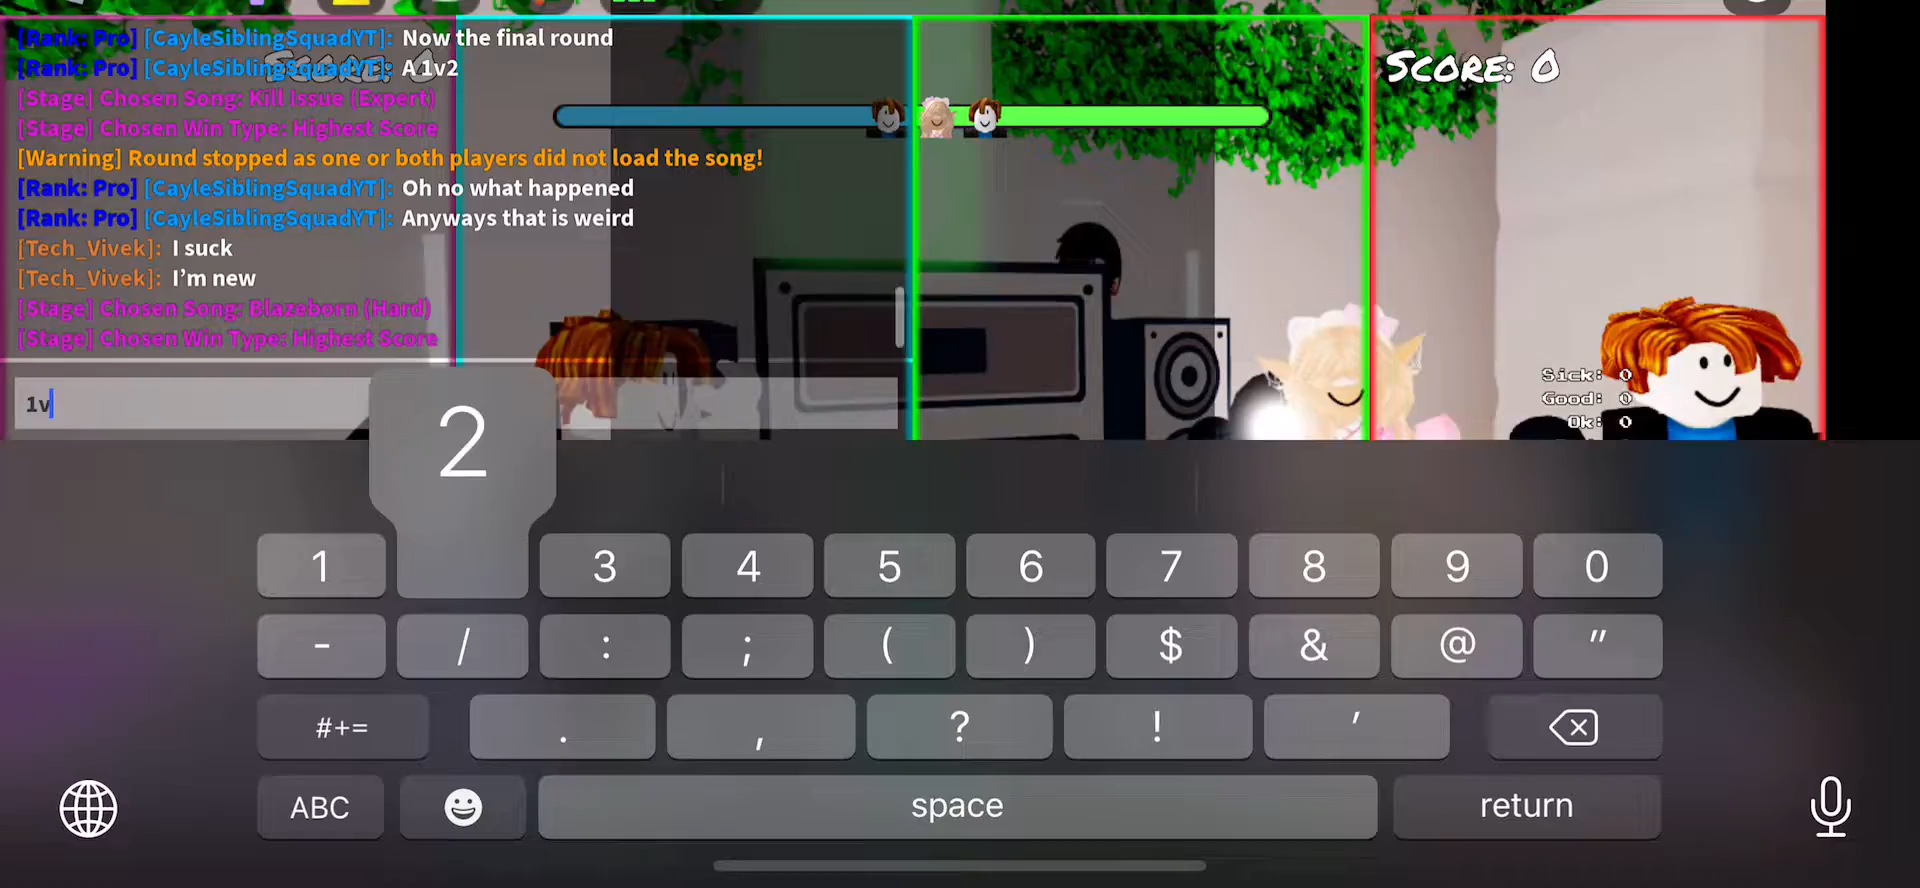 [Rank: Pro] [CayleSiblingSquadYT]: Now the final round
[Rank: Pro] [CayleSiblingSquadYT]: A 1v2
[Stage] Chosen Song: Kill Issue (Expert)
[Stage] Chosen Win Type: Highest Score
[Warning] Round stopped as one or both players did not load the song!
[Rank: Pro] [CayleSiblingSquadYT]: Oh no what happened
[Rank: Pro] [CayleSiblingSquadYT]: Anyways that is weird
[Tech_Vivek]: I suck
[Tech_Vivek]: I’m new
[Stage] Chosen Song: Blazeborn (Hard)
[Stage] Chosen Win Type: Highest Score
1v
Score: 0
Sick: 0
Good: 0
Ok: 0
2
1 3 4 5 6 7 8 9 0
- / : ; ( ) $ & @ "
#+= . , ? ! '
ABC space return